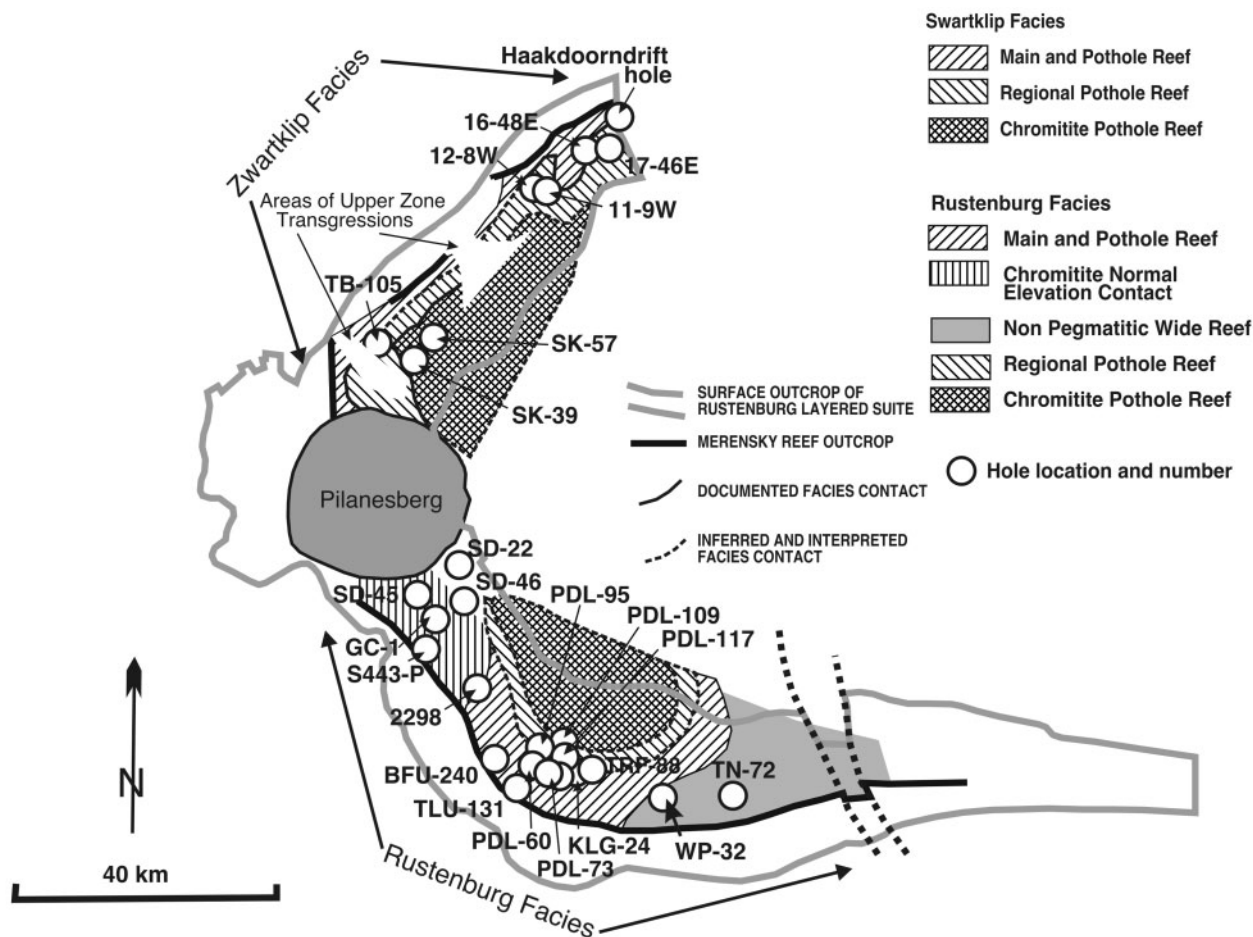 Haakdoorndrift
hole
16-48E
12-8W
17-46E
11-9W
Zwartklip Facies
Areas of Upper Zone
Transgressions
TB-105
SK-57
SK-39
Pilanesberg
SD-22
SD-45
SD-46
PDL-95
PDL-109
PDL-117
GC-1
S443-P
2298
BFU-240
TLU-131
PDL-60
PDL-73
KLG-24
TRP-88
WP-32
TN-72
Rustenburg Facies
N
40 km
Swartklip Facies
Main and Pothole Reef
Regional Pothole Reef
Chromitite Pothole Reef
Rustenburg Facies
Main and Pothole Reef
Chromitite Normal
Elevation Contact
Non Pegmatitic Wide Reef
Regional Pothole Reef
Chromitite Pothole Reef
Hole location and number
SURFACE OUTCROP OF
RUSTENBURG LAYERED SUITE
MERENSKY REEF OUTCROP
DOCUMENTED FACIES CONTACT
INFERRED AND INTERPRETED
FACIES CONTACT